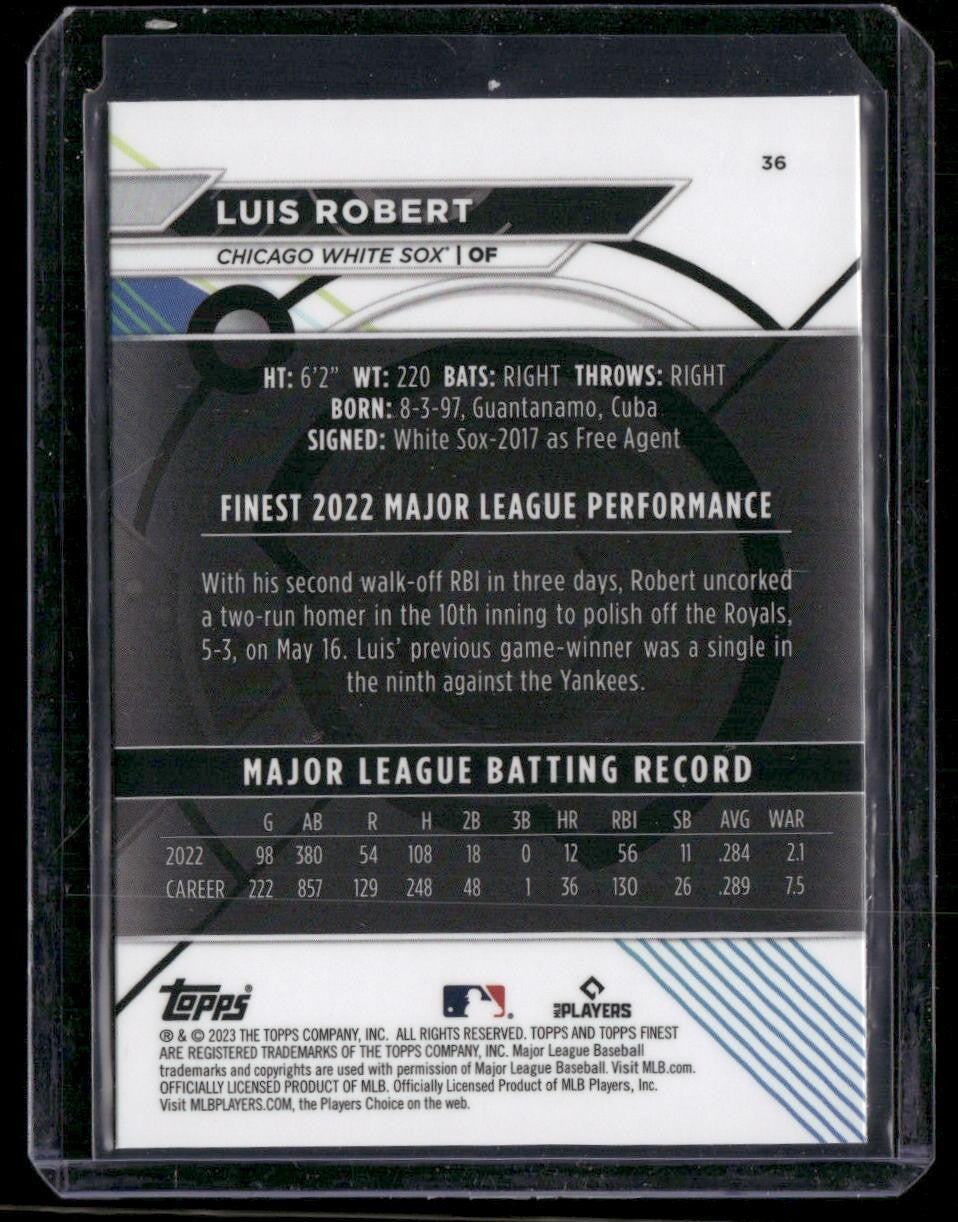 36
LUIS ROBERT
CHICAGO WHITE SOX | OF
HT: 6'2" WT: 220 BATS: RIGHT THROWS: RIGHT
BORN: 8-3-97, Guantanamo, Cuba
SIGNED: White Sox-2017 as Free Agent
FINEST 2022 MAJOR LEAGUE PERFORMANCE
With his second walk-off RBI in three days, Robert uncorked
a two-run homer in the 10th inning to polish off the Royals,
5-3, on May 16. Luis' previous game-winner was a single in
the ninth against the Yankees.
MAJOR LEAGUE BATTING RECORD
G AB R H 2B 3B HR RBI SB AVG WAR
2022 98 380 54 108 18 0 12 56 11 .284 2.1
CAREER 222 857 129 248 48 1 36 130 26 .289 7.5
Topps® MLB PLAYERS
® & © 2023 THE TOPPS COMPANY, INC. ALL RIGHTS RESERVED. TOPPS AND TOPPS FINEST
ARE REGISTERED TRADEMARKS OF THE TOPPS COMPANY, INC. Major League Baseball
trademarks and copyrights are used with permission of Major League Baseball. Visit MLB.com.
OFFICIALLY LICENSED PRODUCT OF MLB. Officially Licensed Product of MLB Players, Inc.
Visit MLBPLAYERS.COM, the Players Choice on the web.